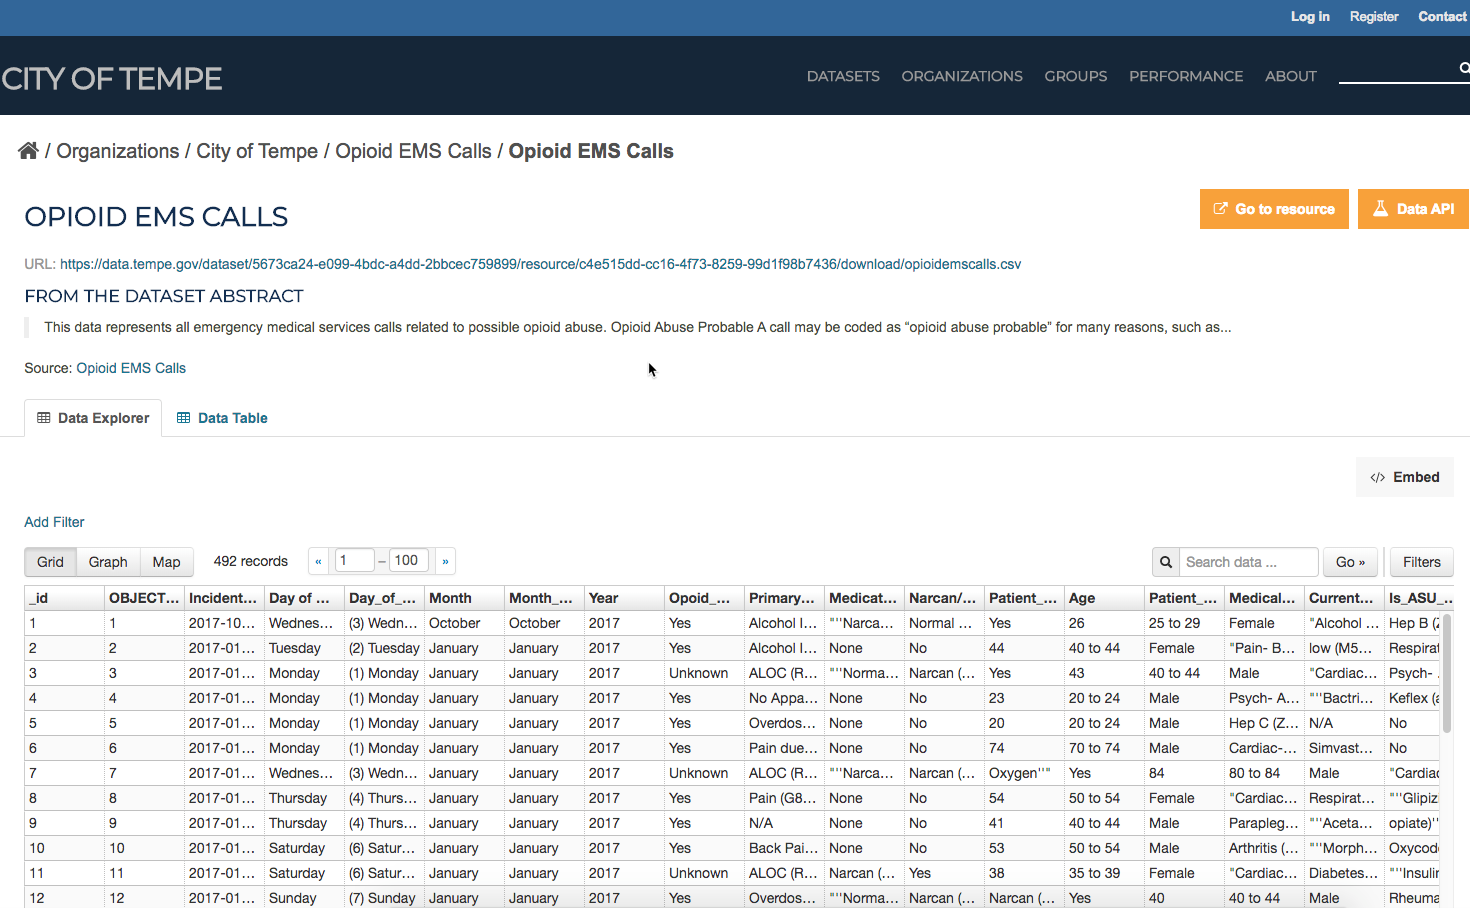 Log In Register Contact
CITY OF TEMPE DATASETS ORGANIZATIONS GROUPS PERFORMANCE ABOUT
/ Organizations / City of Tempe / Opioid EMS Calls / Opioid EMS Calls
OPIOID EMS CALLS Go to resource Data API
URL: https://data.tempe.gov/dataset/5673ca24-e099-4bdc-a4dd-2bbcec759899/resource/c4e515dd-cc16-4f73-8259-99d1f98b7436/download/opioidemscalls.csv
FROM THE DATASET ABSTRACT
This data represents all emergency medical services calls related to possible opioid abuse. Opioid Abuse Probable A call may be coded as “opioid abuse probable” for many reasons, such as...
Source: Opioid EMS Calls
Data Explorer Data Table
</> Embed
Add Filter
Grid Graph Map 492 records « 1 – 100 » Search data ... Go » Filters
_id OBJECT... Incident... Day of ... Day_of_... Month Month_... Year Opoid_... Primary... Medicat... Narcan/... Patient_... Age Patient_... Medical... Current... Is_ASU_...
1 1 2017-10... Wednes... (3) Wedn... October October 2017 Yes Alcohol I... "''Narca... Normal ... Yes 26 25 to 29 Female "Alcohol ... Hep B (Z
2 2 2017-01... Tuesday (2) Tuesday January January 2017 Yes Alcohol I... None No 44 40 to 44 Female "Pain- B... low (M5... Respirat
3 3 2017-01... Monday (1) Monday January January 2017 Unknown ALOC (R... "''Norma... Narcan (... Yes 43 40 to 44 Male "Cardiac... Psych-
4 4 2017-01... Monday (1) Monday January January 2017 Yes No Appa... None No 23 20 to 24 Male Psych- A... "''Bactri... Keflex (a
5 5 2017-01... Monday (1) Monday January January 2017 Yes Overdos... None No 20 20 to 24 Male Hep C (Z... N/A No
6 6 2017-01... Monday (1) Monday January January 2017 Yes Pain due... None No 74 70 to 74 Male Cardiac-... Simvast... No
7 7 2017-01... Wednes... (3) Wedn... January January 2017 Unknown ALOC (R... "''Narca... Narcan (... Oxygen''" Yes 84 80 to 84 Male "Cardiac
8 8 2017-01... Thursday (4) Thurs... January January 2017 Yes Pain (G8... None No 54 50 to 54 Female "Cardiac... Respirat... "''Glipizi
9 9 2017-01... Thursday (4) Thurs... January January 2017 Yes N/A None No 41 40 to 44 Male Parapleg... "''Aceta... opiate)''
10 10 2017-01... Saturday (6) Satur... January January 2017 Yes Back Pai... None No 53 50 to 54 Male Arthritis (... "''Morph... Oxycod
11 11 2017-01... Saturday (6) Satur... January January 2017 Unknown ALOC (R... Narcan (... Yes 38 35 to 39 Female "Cardiac... Diabetes... "''Insulin
12 12 2017-01... Sunday (7) Sunday January January 2017 Yes Overdos... "''Norma... Narcan (... Narcan (... Yes 40 40 to 44 Male Rheuma